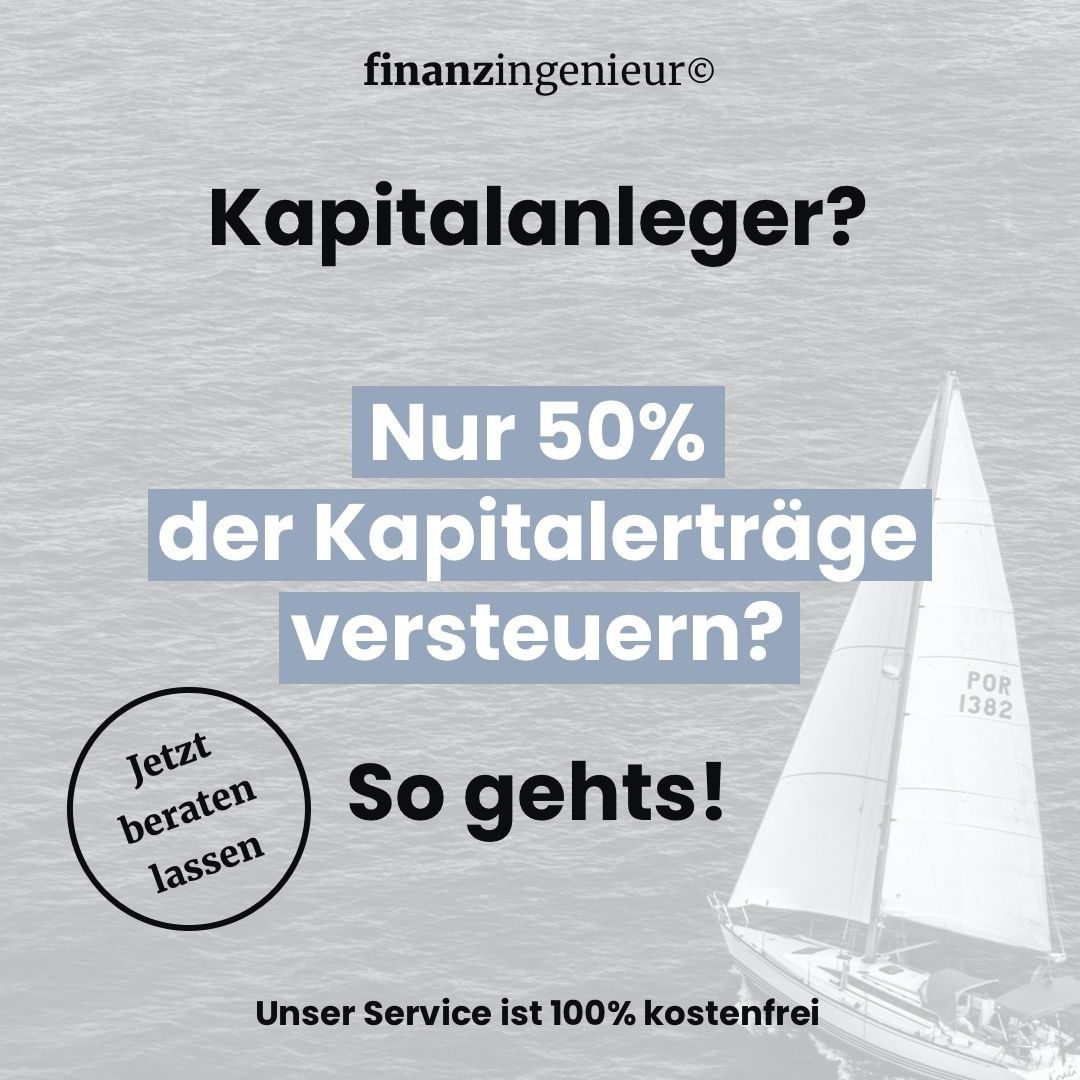 finanzingenieur©
Kapitalanleger?
Nur 50%
der Kapitalerträge
versteuern?
POR
1382
So gehts!
Jetzt
beraten
lassen
Unser Service ist 100% kostenfrei